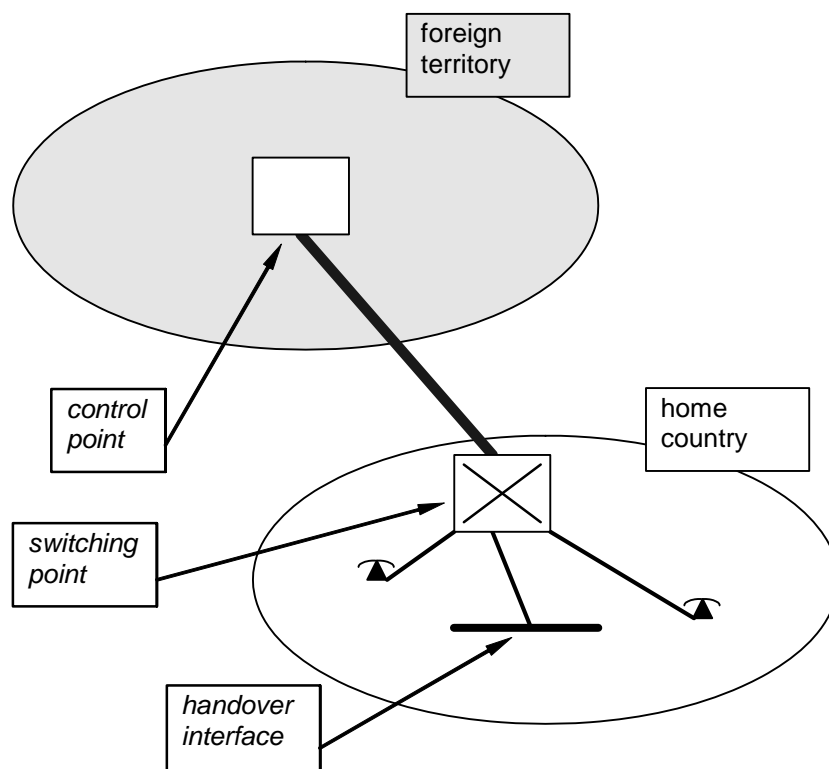 foreign
territory
control
point
home
country
switching
point
handover
interface